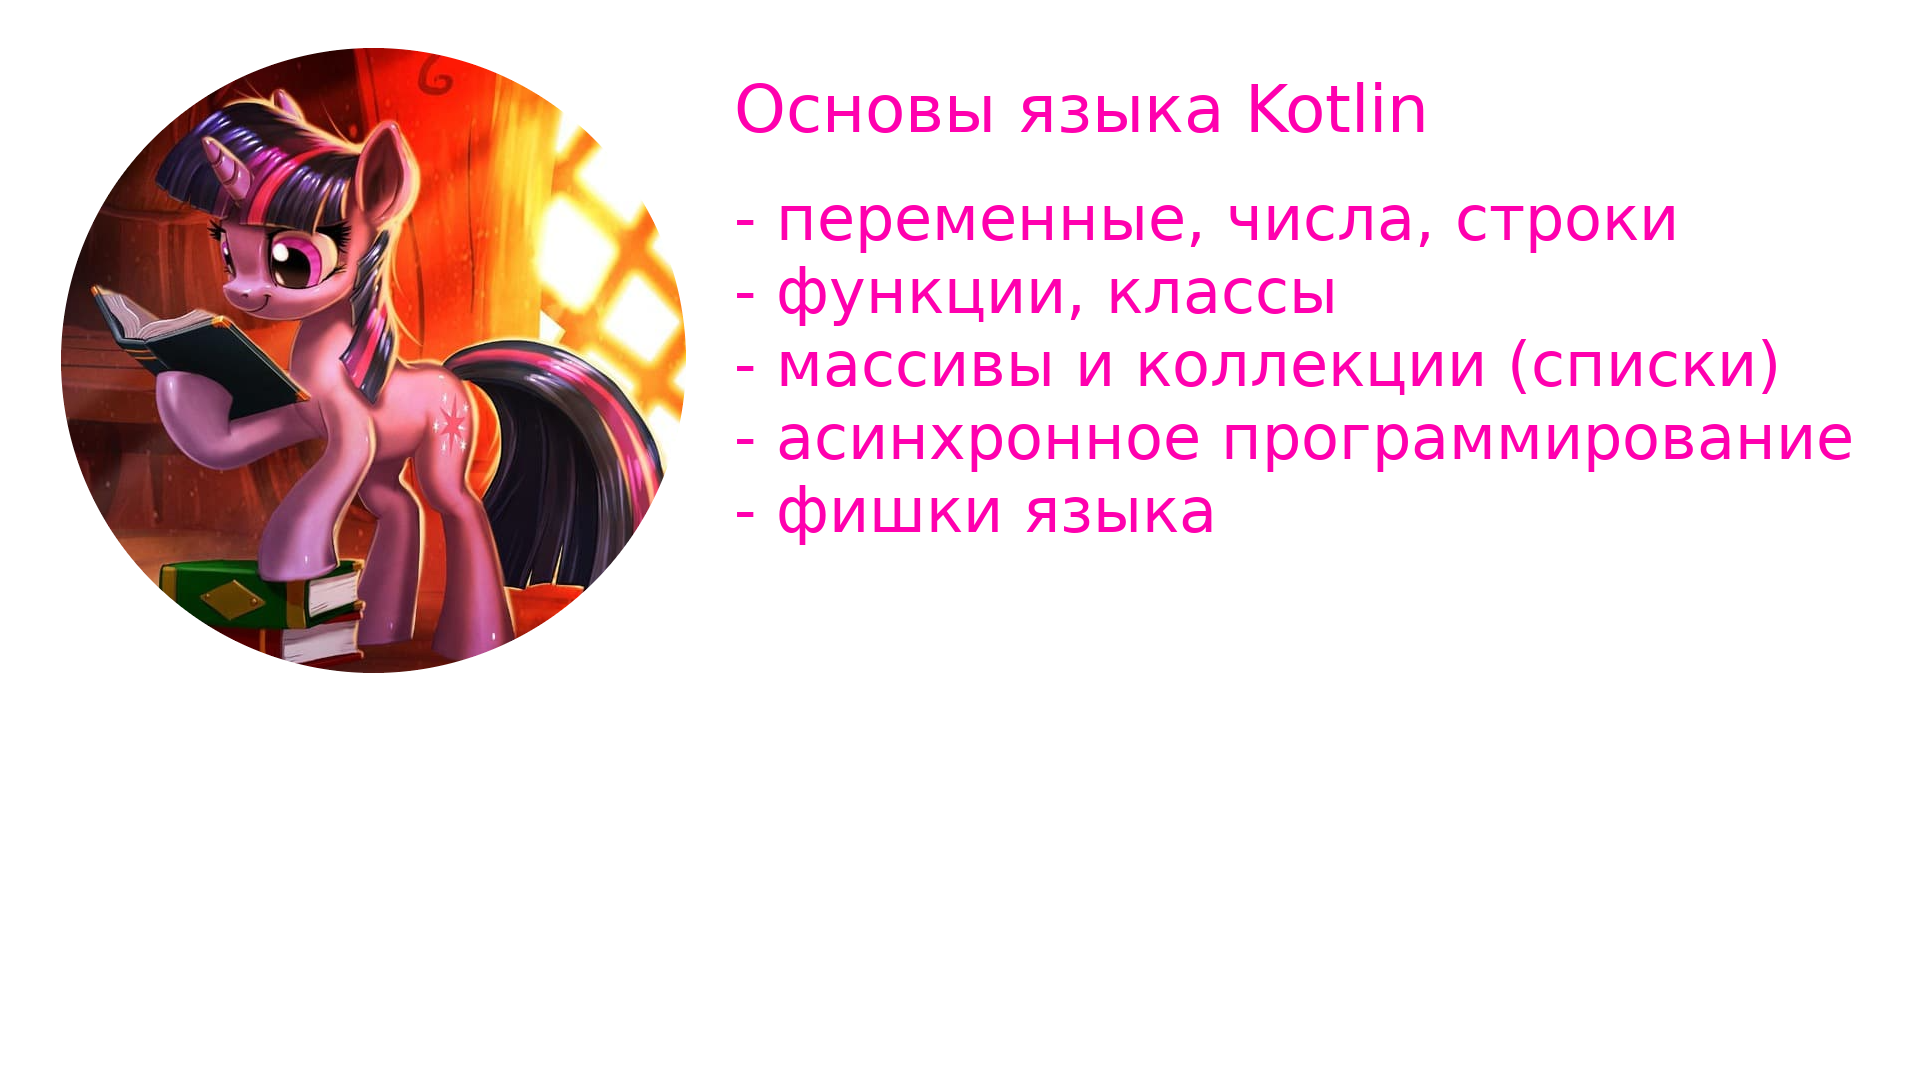 Основы языка Kotlin
- переменные, числа, строки
- функции, классы
- массивы и коллекции (списки)
- асинхронное программирование
- фишки языка